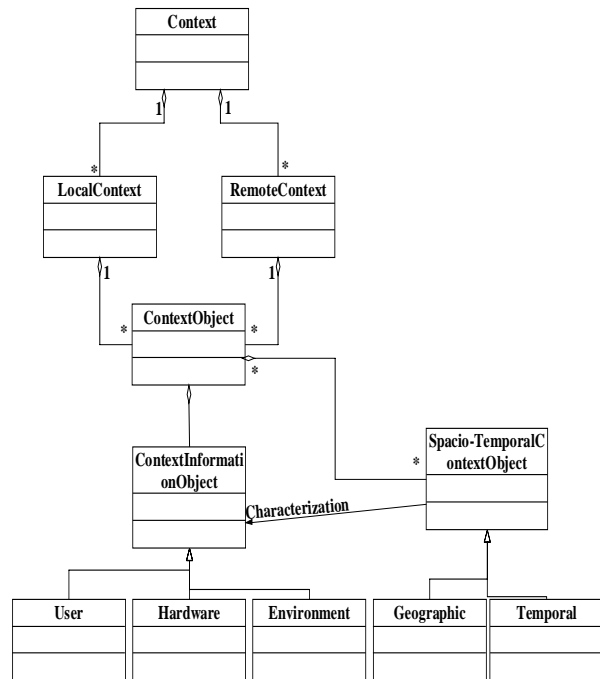 Context
1
1
*
*
LocalContext
RemoteContext
1
1
*
ContextObject
*
*
ContextInformati
onObject
Spacio-TemporalC
ontextObject
*
Characterization
User
Hardware
Environment
Geographic
Temporal